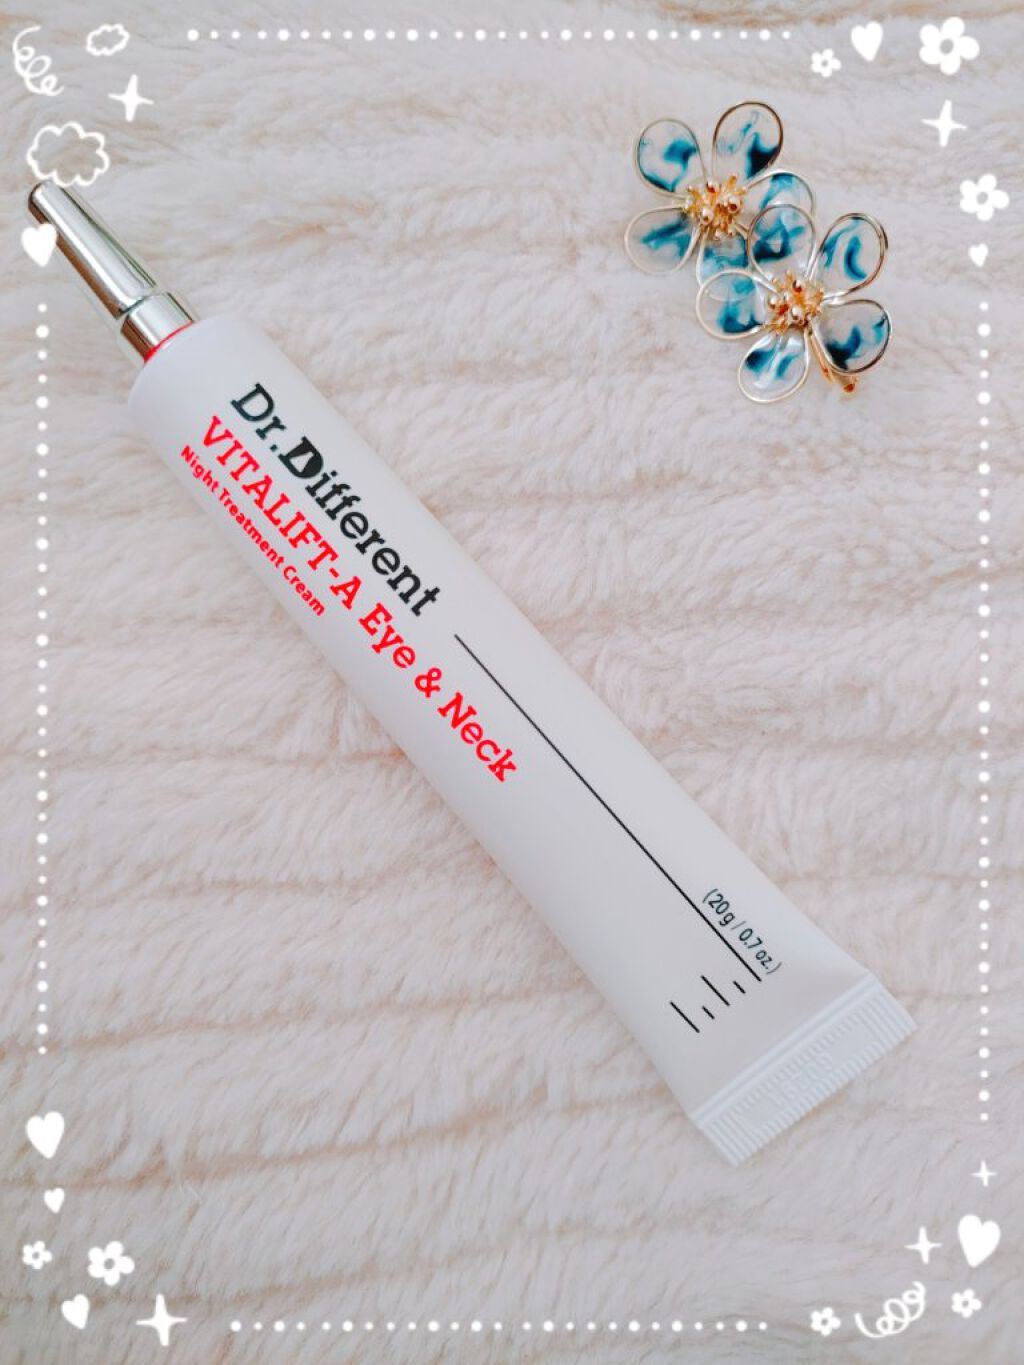 Dr.Different
VITALIFT-A Eye & Neck
Night Treatment Cream
(20g / 0.7 oz.)